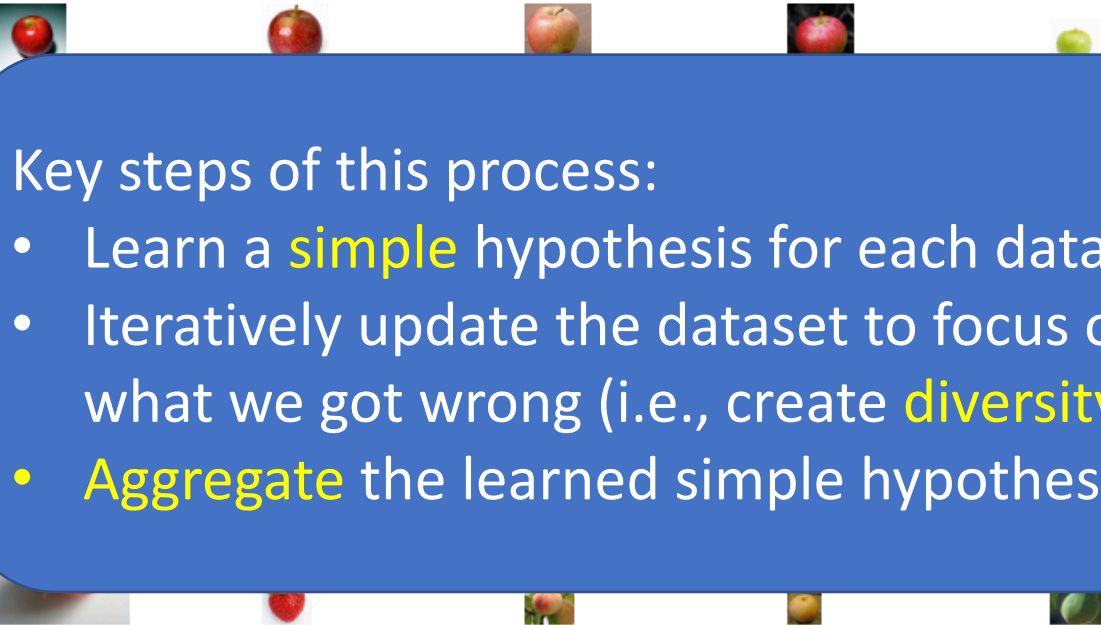 Key steps of this process:
• Learn a simple hypothesis for each data
• Iteratively update the dataset to focus
what we got wrong (i.e., create diversity
• Aggregate the learned simple hypothes